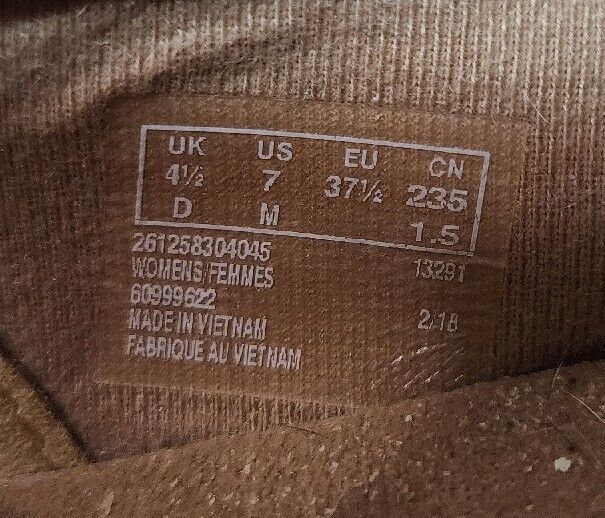 UK US EU CN
4½ 7 37½ 235
D M 1.5
261258304045 13291
WOMENS/FEMMES
60999622
MADE IN VIETNAM 2/18
FABRIQUE AU VIETNAM